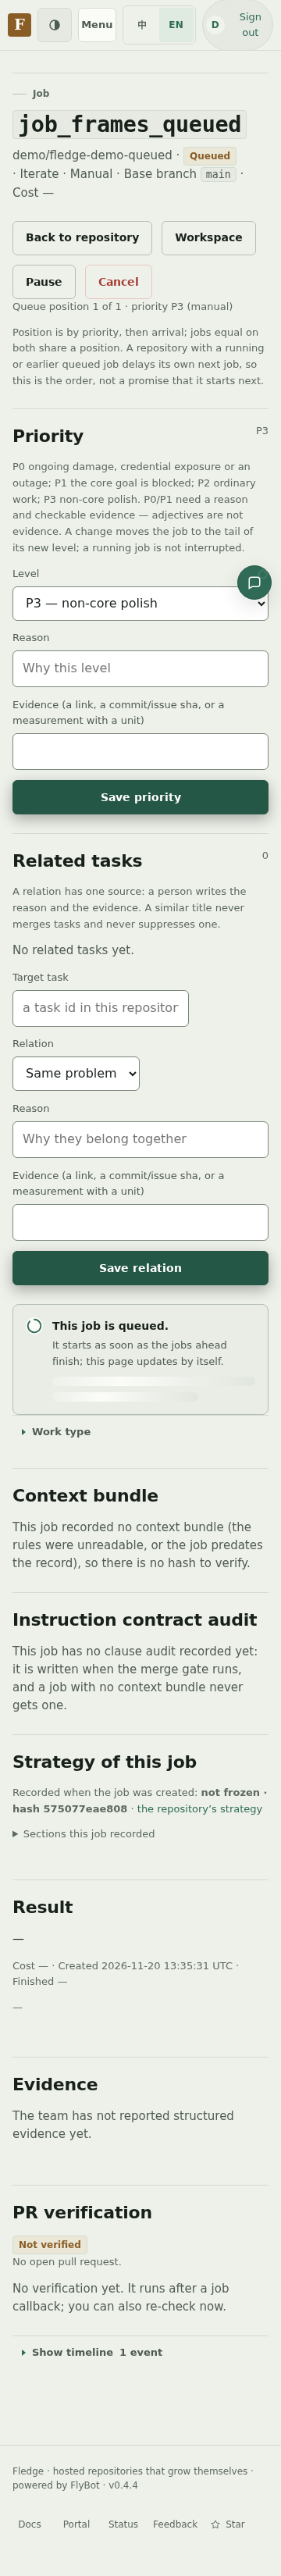 F Menu 中 EN D Sign out
Job
job_frames_queued
demo/fledge-demo-queued · Queued
· Iterate · Manual · Base branch main ·
Cost —
Back to repository Workspace
Pause Cancel
Queue position 1 of 1 · priority P3 (manual)
Position is by priority, then arrival; jobs equal on
both share a position. A repository with a running
or earlier queued job delays its own next job, so
this is the order, not a promise that it starts next.
Priority P3
P0 ongoing damage, credential exposure or an
outage; P1 the core goal is blocked; P2 ordinary
work; P3 non-core polish. P0/P1 need a reason
and checkable evidence — adjectives are not
evidence. A change moves the job to the tail of
its new level; a running job is not interrupted.
Level
P3 — non-core polish
Reason
Why this level
Evidence (a link, a commit/issue sha, or a
measurement with a unit)
Save priority
Related tasks 0
A relation has one source: a person writes the
reason and the evidence. A similar title never
merges tasks and never suppresses one.
No related tasks yet.
Target task
a task id in this repositor
Relation
Same problem
Reason
Why they belong together
Evidence (a link, a commit/issue sha, or a
measurement with a unit)
Save relation
This job is queued.
It starts as soon as the jobs ahead
finish; this page updates by itself.
Work type
Context bundle
This job recorded no context bundle (the
rules were unreadable, or the job predates
the record), so there is no hash to verify.
Instruction contract audit
This job has no clause audit recorded yet:
it is written when the merge gate runs,
and a job with no context bundle never
gets one.
Strategy of this job
Recorded when the job was created: not frozen ·
hash 575077eae808 · the repository's strategy
Sections this job recorded
Result
—
Cost — · Created 2026-11-20 13:35:31 UTC ·
Finished —
—
Evidence
The team has not reported structured
evidence yet.
PR verification
Not verified
No open pull request.
No verification yet. It runs after a job
callback; you can also re-check now.
Show timeline 1 event
Fledge · hosted repositories that grow themselves ·
powered by FlyBot · v0.4.4
Docs Portal Status Feedback Star